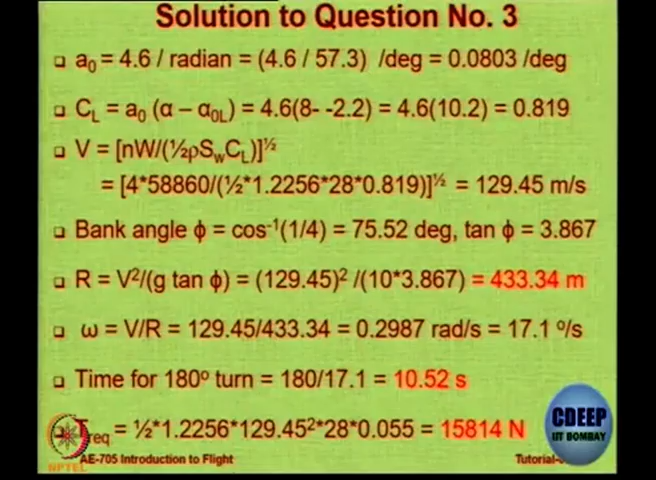 Solution to Question No. 3
a₀ = 4.6 / radian = (4.6 / 57.3) /deg = 0.0803 /deg
C_L = a₀ (α – α₀L) = 4.6(8- -2.2) = 4.6(10.2) = 0.819
V = [nW/(½ρS_wC_L)]^½
= [4*58860/(½*1.2256*28*0.819)]^½ = 129.45 m/s
Bank angle ϕ = cos⁻¹(1/4) = 75.52 deg, tan ϕ = 3.867
R = V²/(g tan ϕ) = (129.45)² /(10*3.867) = 433.34 m
ω = V/R = 129.45/433.34 = 0.2987 rad/s = 17.1 º/s
Time for 180º turn = 180/17.1 = 10.52 s
req = ½*1.2256*129.45²*28*0.055 = 15814 N
CDEEP
IIT BOMBAY
NPTEL
AE-705 Introduction to Flight
Tutorial-